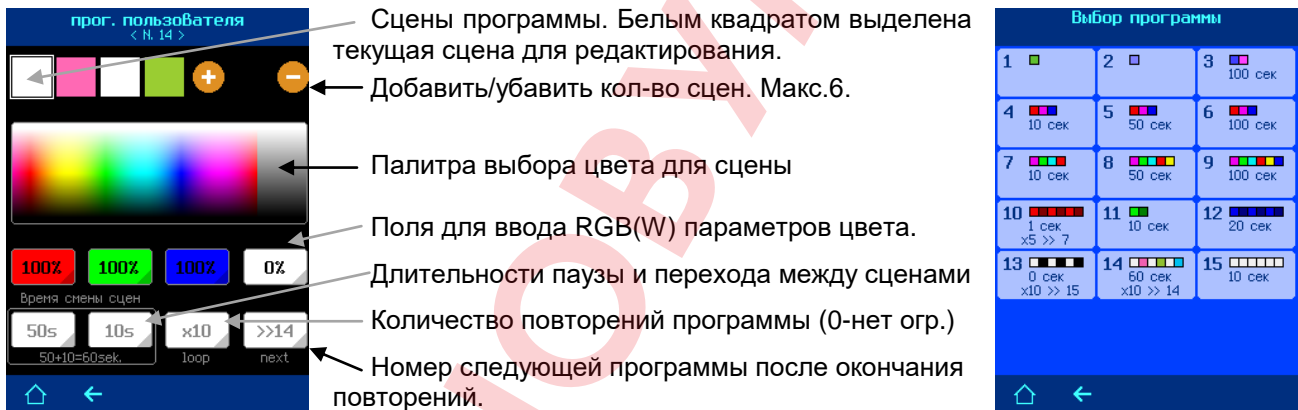 прог. пользователя
< N. 14 >
+
−
100%
100%
100%
0%
Время смены сцен
50s
10s
x10
>>14
50+10=60sek.
loop
next
Сцены программы. Белым квадратом выделена
текущая сцена для редактирования.
Добавить/убавить кол-во сцен. Макс.6.
Палитра выбора цвета для сцены
Поля для ввода RGB(W) параметров цвета.
Длительности паузы и перехода между сценами
Количество повторений программы (0-нет огр.)
Номер следующей программы после окончания
повторений.
Выбор программы
1
2
3
100 сек
4
10 сек
5
50 сек
6
100 сек
7
10 сек
8
50 сек
9
100 сек
10
1 сек
x5 >> 7
11
10 сек
12
20 сек
13
0 сек
x10 >> 15
14
60 сек
x10 >> 14
15
10 сек